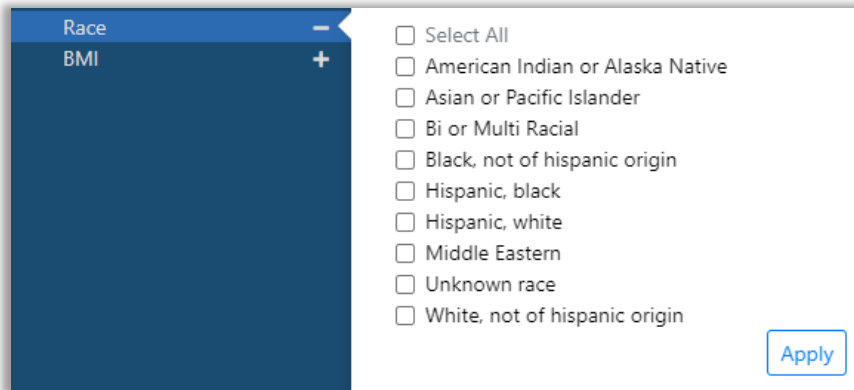 Race
BMI
Select All
American Indian or Alaska Native
Asian or Pacific Islander
Bi or Multi Racial
Black, not of hispanic origin
Hispanic, black
Hispanic, white
Middle Eastern
Unknown race
White, not of hispanic origin
Apply